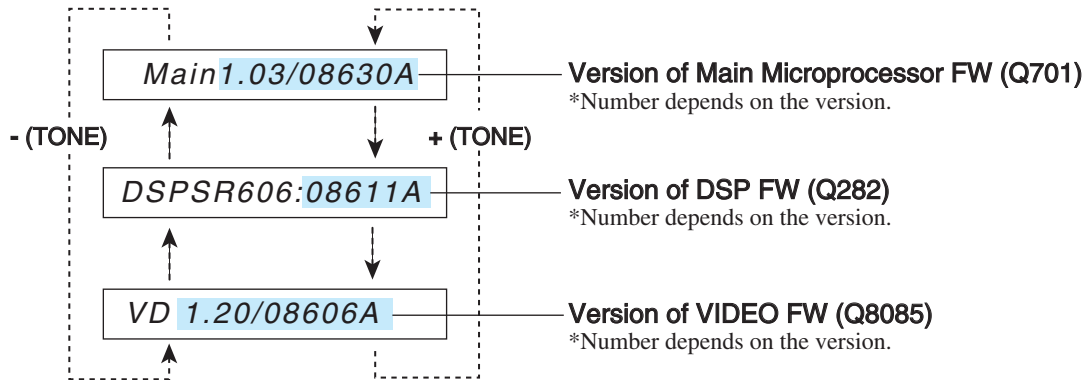 Main1.03/08630A
Version of Main Microprocessor FW (Q701)
*Number depends on the version.
- (TONE)
+ (TONE)
DSPSR606:08611A
Version of DSP FW (Q282)
*Number depends on the version.
VD 1.20/08606A
Version of VIDEO FW (Q8085)
*Number depends on the version.